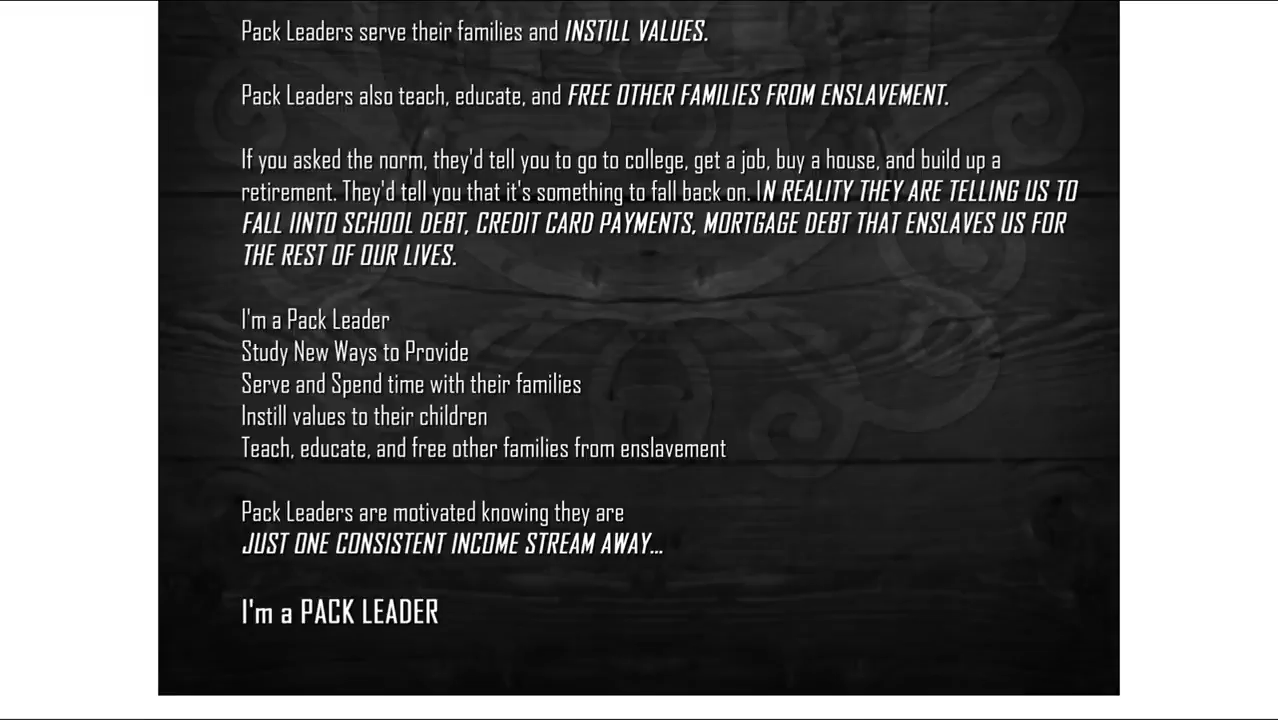 Pack Leaders serve their families and INSTILL VALUES.
Pack Leaders also teach, educate, and FREE OTHER FAMILIES FROM ENSLAVEMENT.
If you asked the norm, they'd tell you to go to college, get a job, buy a house, and build up a
retirement. They'd tell you that it's something to fall back on. IN REALITY THEY ARE TELLING US TO
FALL IINTO SCHOOL DEBT, CREDIT CARD PAYMENTS, MORTGAGE DEBT THAT ENSLAVES US FOR
THE REST OF OUR LIVES.
I'm a Pack Leader
Study New Ways to Provide
Serve and Spend time with their families
Instill values to their children
Teach, educate, and free other families from enslavement
Pack Leaders are motivated knowing they are
JUST ONE CONSISTENT INCOME STREAM AWAY...
I'm a PACK LEADER